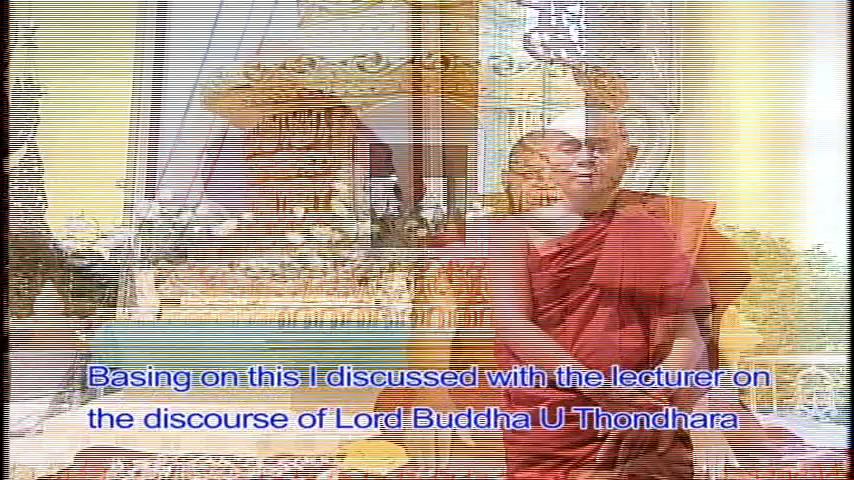 Basing on this I discussed with the lecturer on
the discourse of Lord Buddha U Thondhara